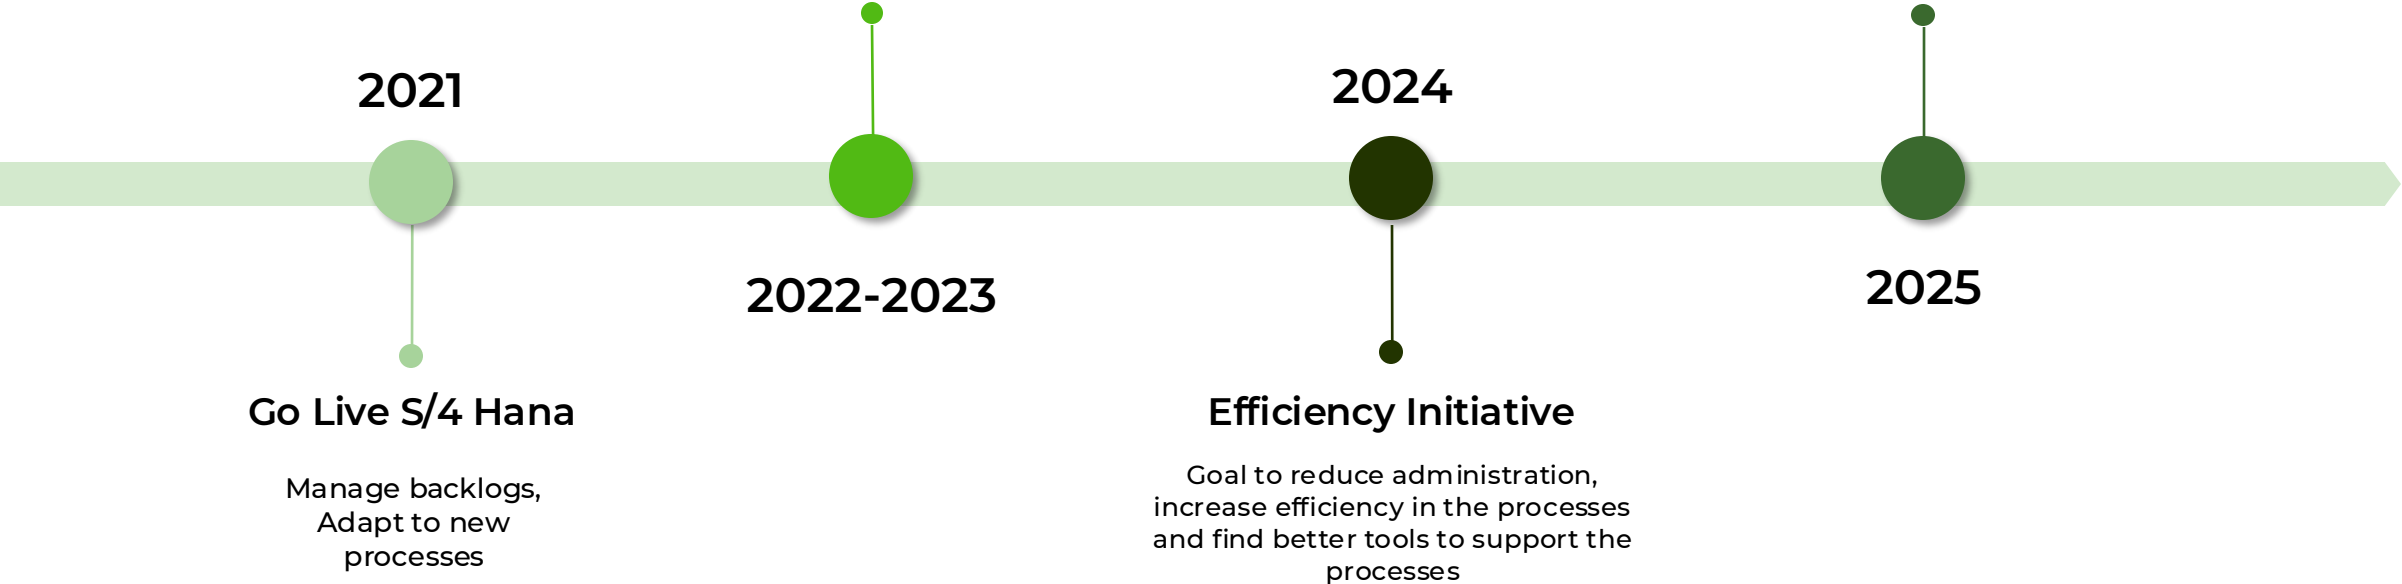 2021
Go Live S/4 Hana
Manage backlogs,
Adapt to new
processes
2022-2023
2024
Efficiency Initiative
Goal to reduce administration,
increase efficiency in the processes
and find better tools to support the
processes
2025